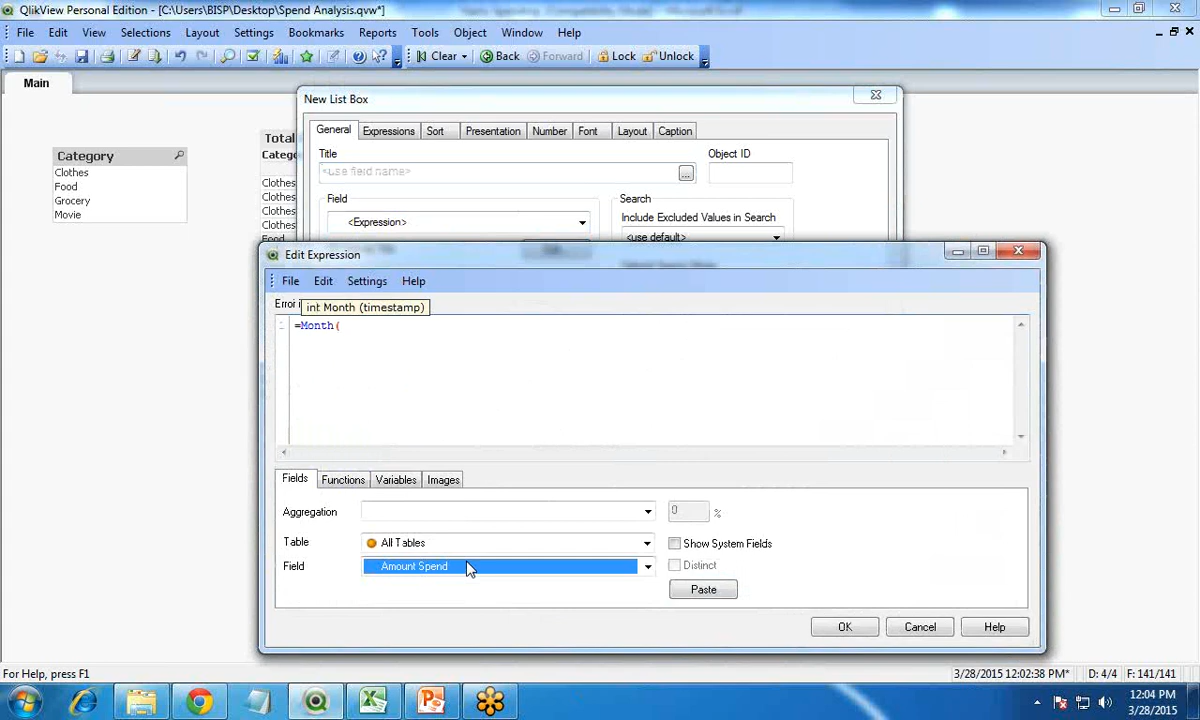 QlikView Personal Edition - [C:\Users\BISP\Desktop\Spend Analysis.qvw*]
File Edit View Selections Layout Settings Bookmarks Reports Tools Object Window Help
Clear Back Forward Lock Unlock
Main
New List Box
General Expressions Sort Presentation Number Font Layout Caption
Title Object ID
<use field name> ...
Field Search
<Expression> Include Excluded Values in Search
<use default>
Category
Clothes
Food
Grocery
Movie
Total
Categ
Clothes
Clothes
Clothes
Clothes
Edit Expression
File Edit Settings Help
Error i
int Month (timestamp)
1 =Month(
Fields Functions Variables Images
Aggregation 0 %
Table All Tables Show System Fields
Field Amount Spend Distinct
Paste
OK Cancel Help
For Help, press F1 3/28/2015 12:02:38 PM* D: 4/4 F: 141/141
12:04 PM
3/28/2015